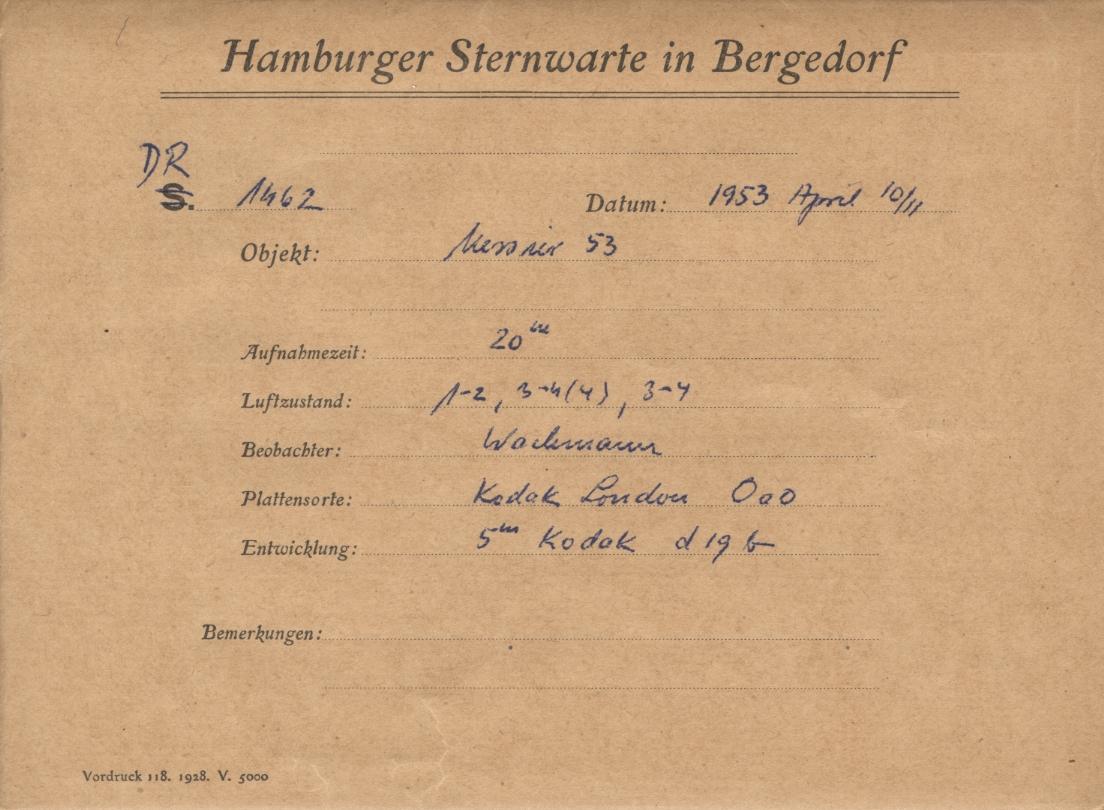 Hamburger Sternwarte in Bergedorf
DR
S. 1462 Datum: 1953 April 10/11
Objekt: Messier 53
Aufnahmezeit: 20ᵐ
Luftzustand: 1-2, 3-4(4), 3-4
Beobachter: Wachmann
Plattensorte: Kodak London OaO
Entwicklung: 5ᵐ Kodak d19b
Bemerkungen:
Vordruck 118. 1928. V. 5000